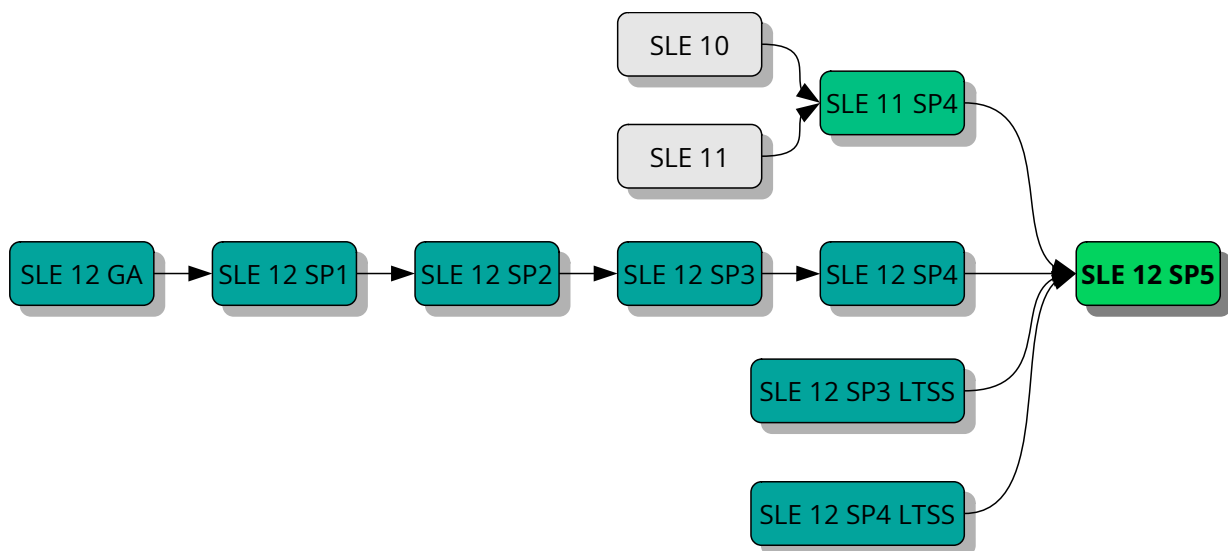 SLE 10
SLE 11 SP4
SLE 11
SLE 12 GA
SLE 12 SP1
SLE 12 SP2
SLE 12 SP3
SLE 12 SP4
SLE 12 SP5
SLE 12 SP3 LTSS
SLE 12 SP4 LTSS